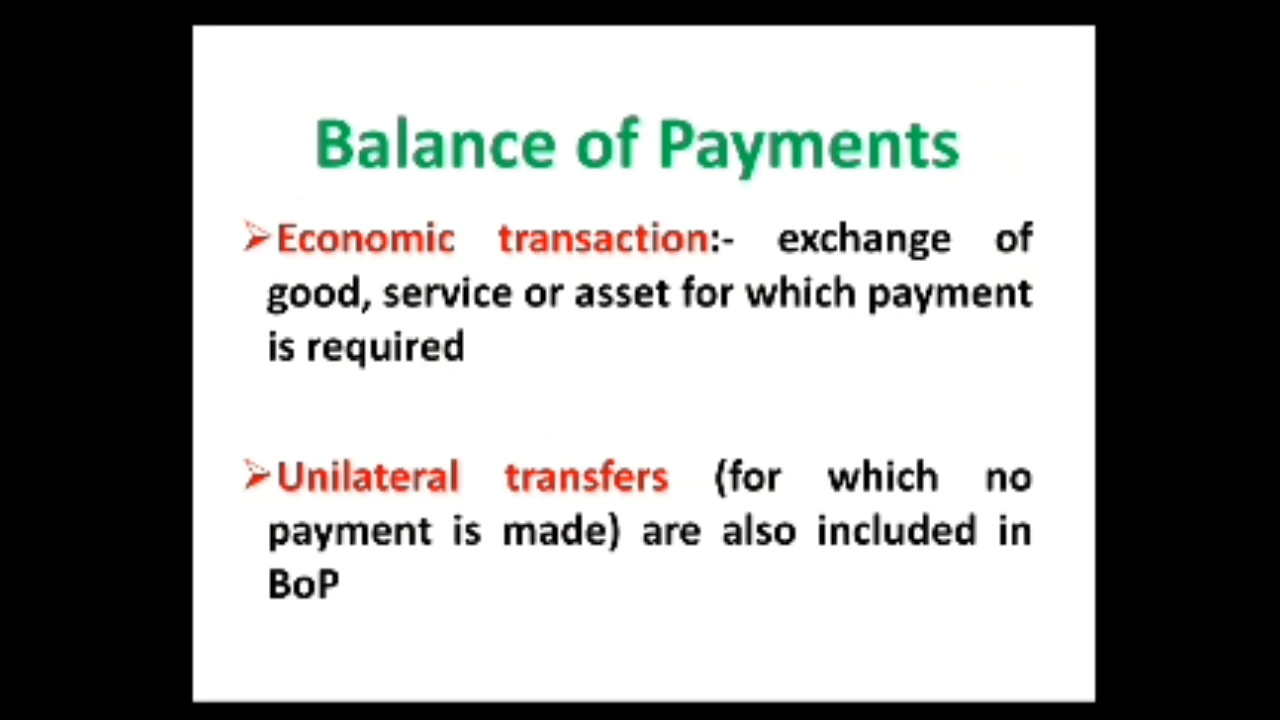 Balance of Payments
➢Economic transaction:- exchange of
good, service or asset for which payment
is required
➢Unilateral transfers (for which no
payment is made) are also included in
BoP